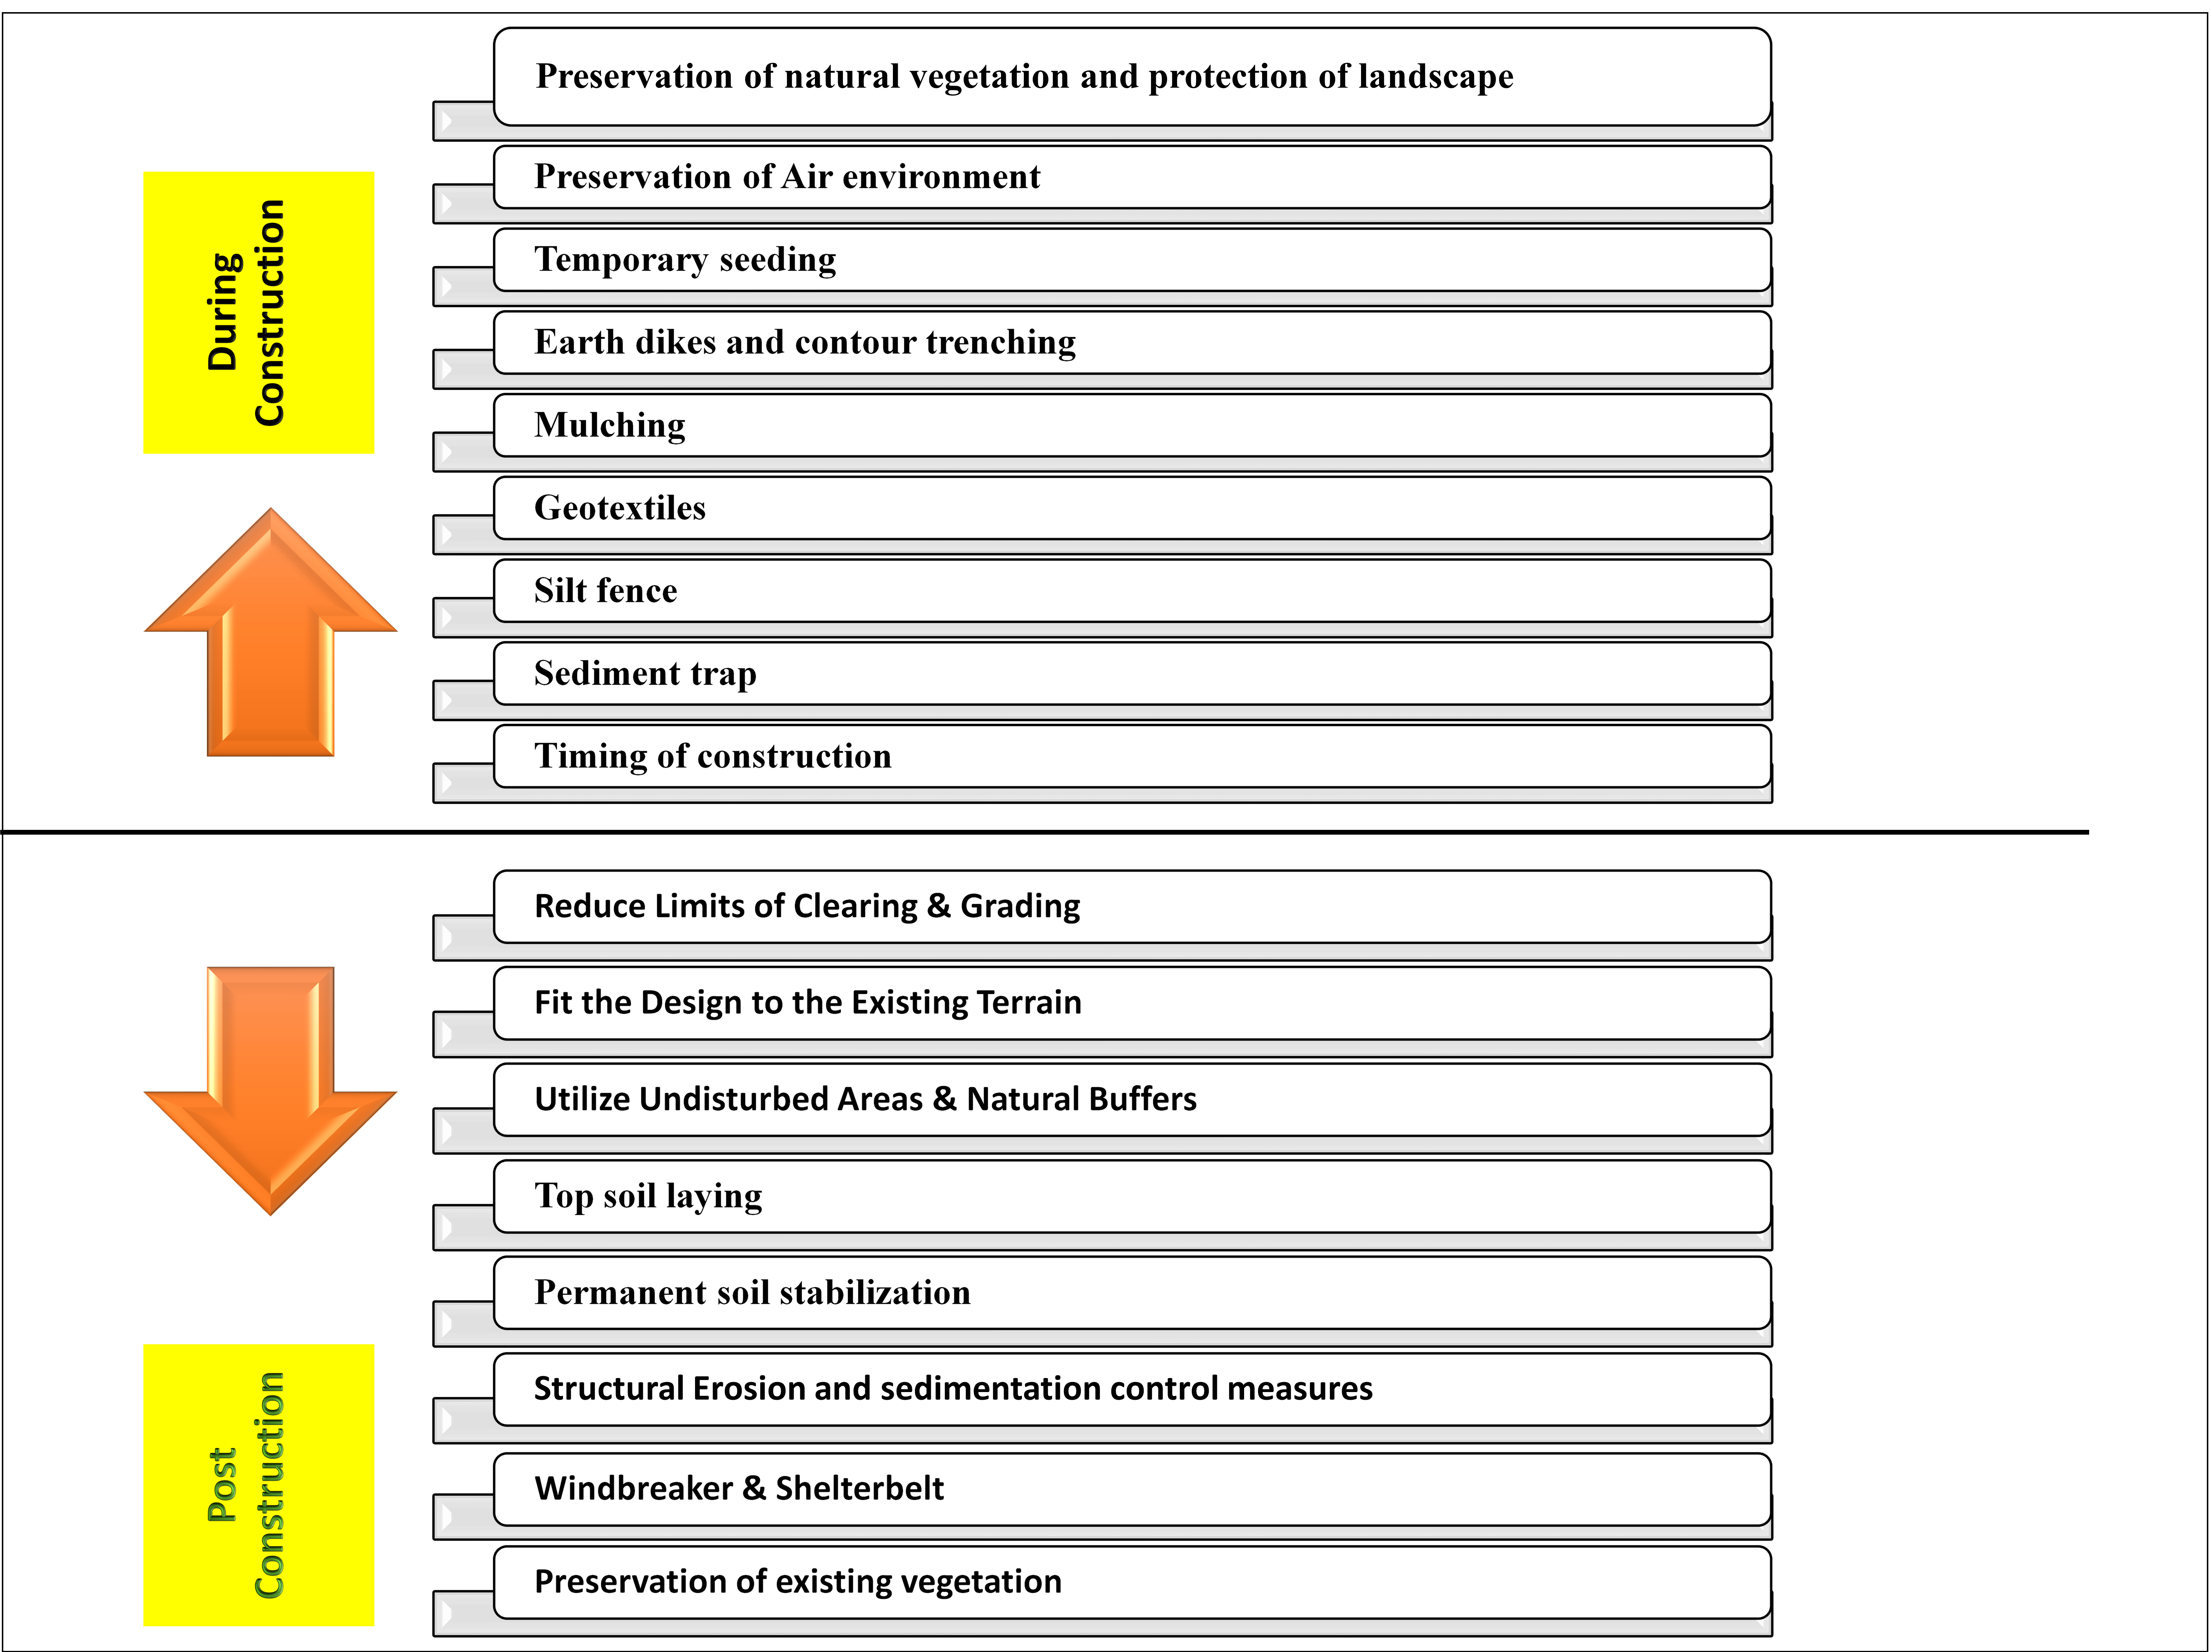 Preservation of natural vegetation and protection of landscape
Preservation of Air environment
Temporary seeding
Earth dikes and contour trenching
Mulching
Geotextiles
Silt fence
Sediment trap
Timing of construction
During
Construction
Reduce Limits of Clearing & Grading
Fit the Design to the Existing Terrain
Utilize Undisturbed Areas & Natural Buffers
Top soil laying
Permanent soil stabilization
Structural Erosion and sedimentation control measures
Windbreaker & Shelterbelt
Preservation of existing vegetation
Post
Construction